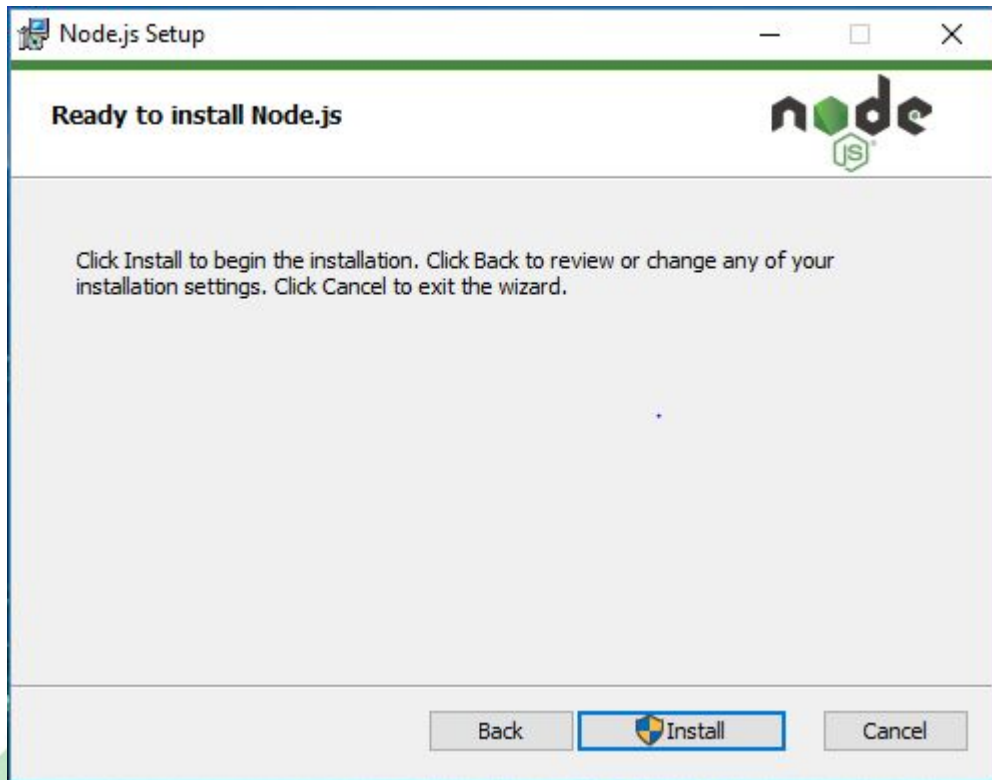 Node.js Setup
Ready to install Node.js
node
JS
Click Install to begin the installation. Click Back to review or change any of your
installation settings. Click Cancel to exit the wizard.
Back Install Cancel